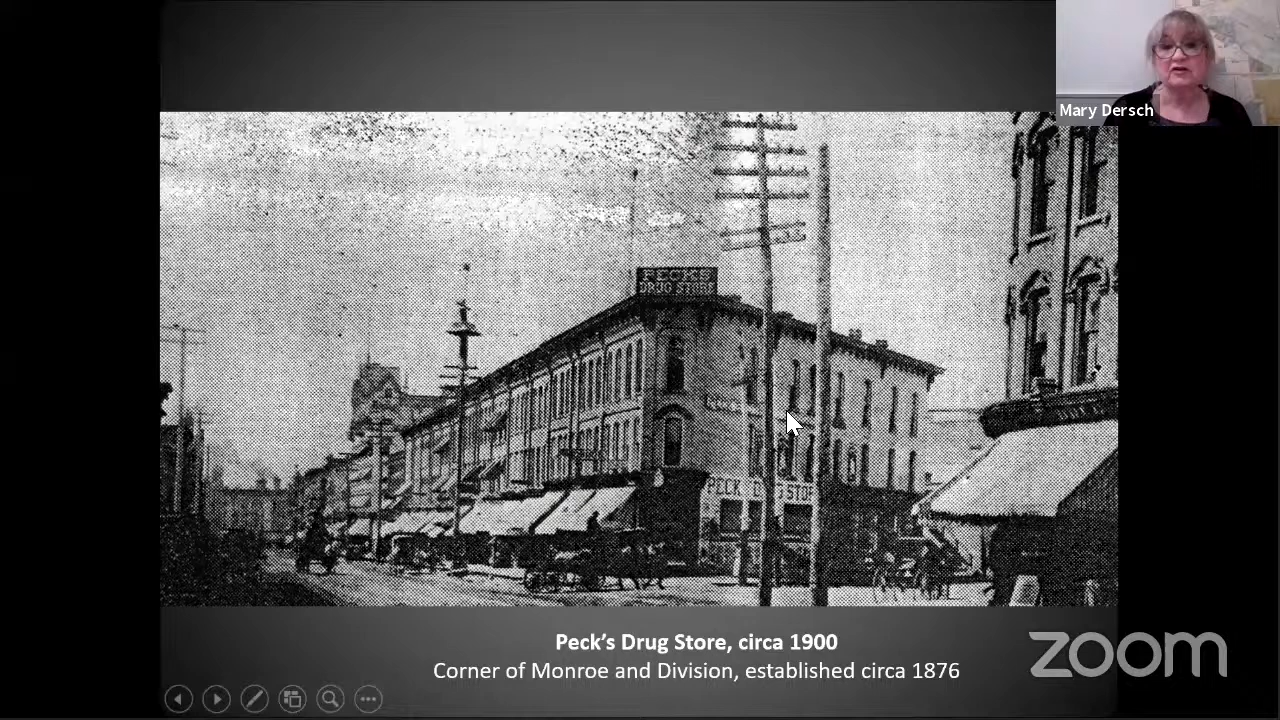 Mary Dersch
PECK'S
DRUG STORE
PECK
STOR
Peck's Drug Store, circa 1900
Corner of Monroe and Division, established circa 1876
zoom